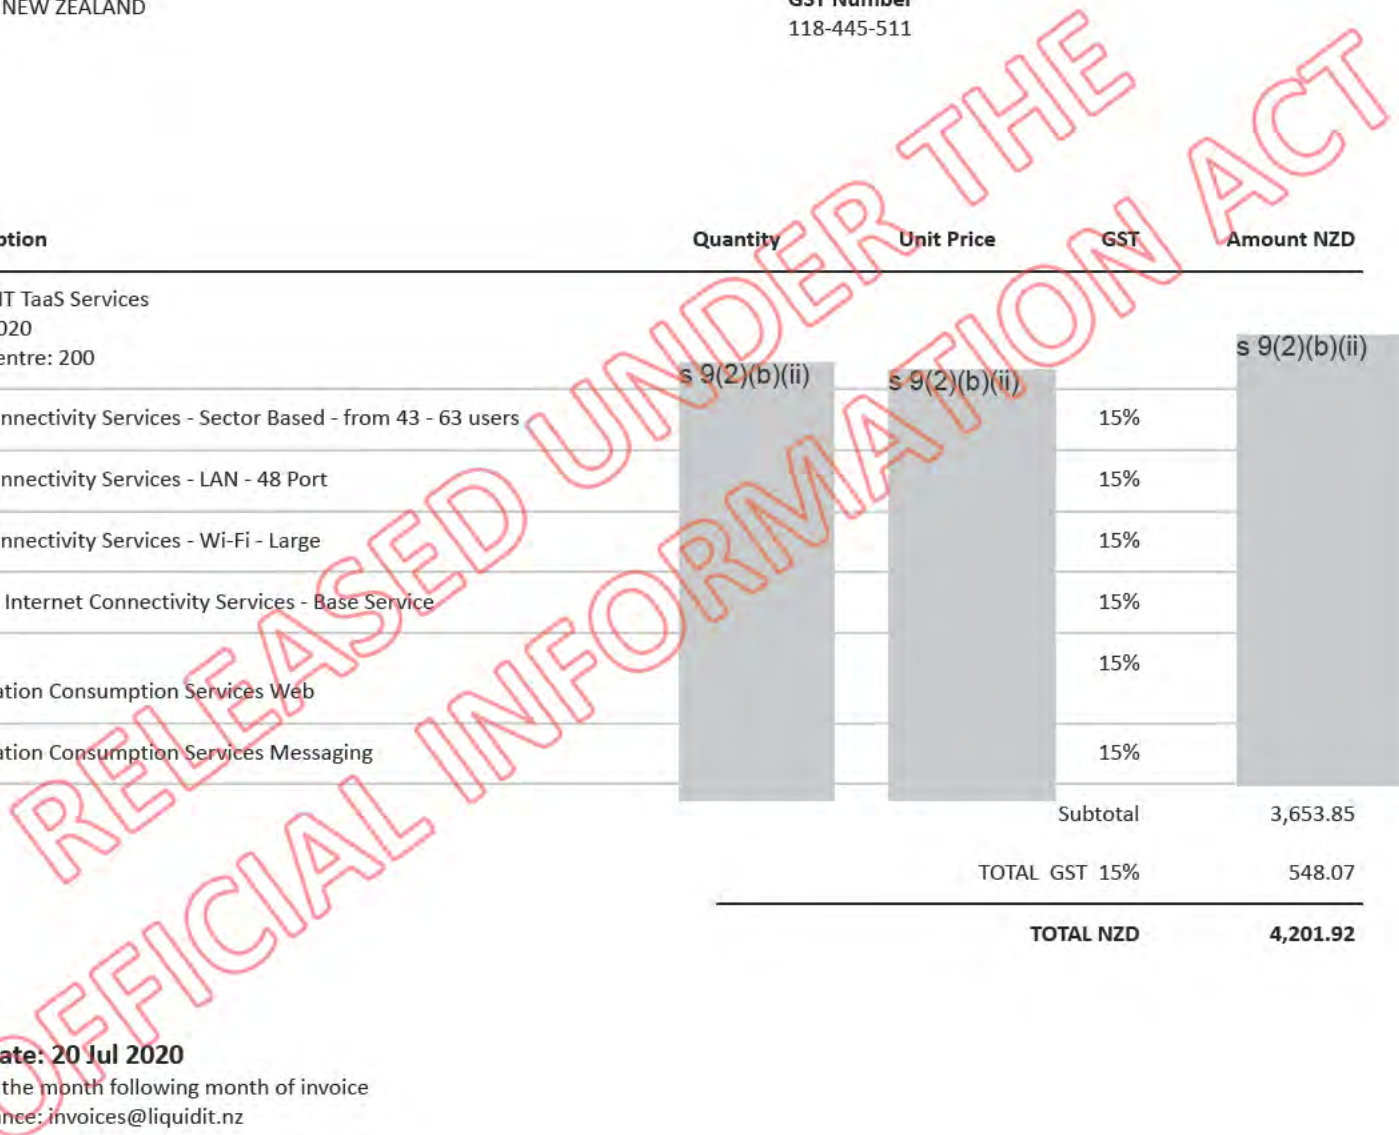 NEW ZEALAND
GST Number
118-445-511
Quantity Unit Price GST Amount NZD
TaaS Services
entre: 200
s 9(2)(b)(ii) s 9(2)(b)(ii) s 9(2)(b)(ii)
nnectivity Services - Sector Based - from 43 - 63 users 15%
nnectivity Services - LAN - 48 Port 15%
nnectivity Services - Wi-Fi - Large 15%
Internet Connectivity Services - Base Service 15%
15%
ation Consumption Services Web
ation Consumption Services Messaging 15%
Subtotal 3,653.85
TOTAL GST 15% 548.07
TOTAL NZD 4,201.92
ate: 20 Jul 2020
the month following month of invoice
nce: invoices@liquidit.nz
RELEASED UNDER THE
OFFICIAL INFORMATION ACT